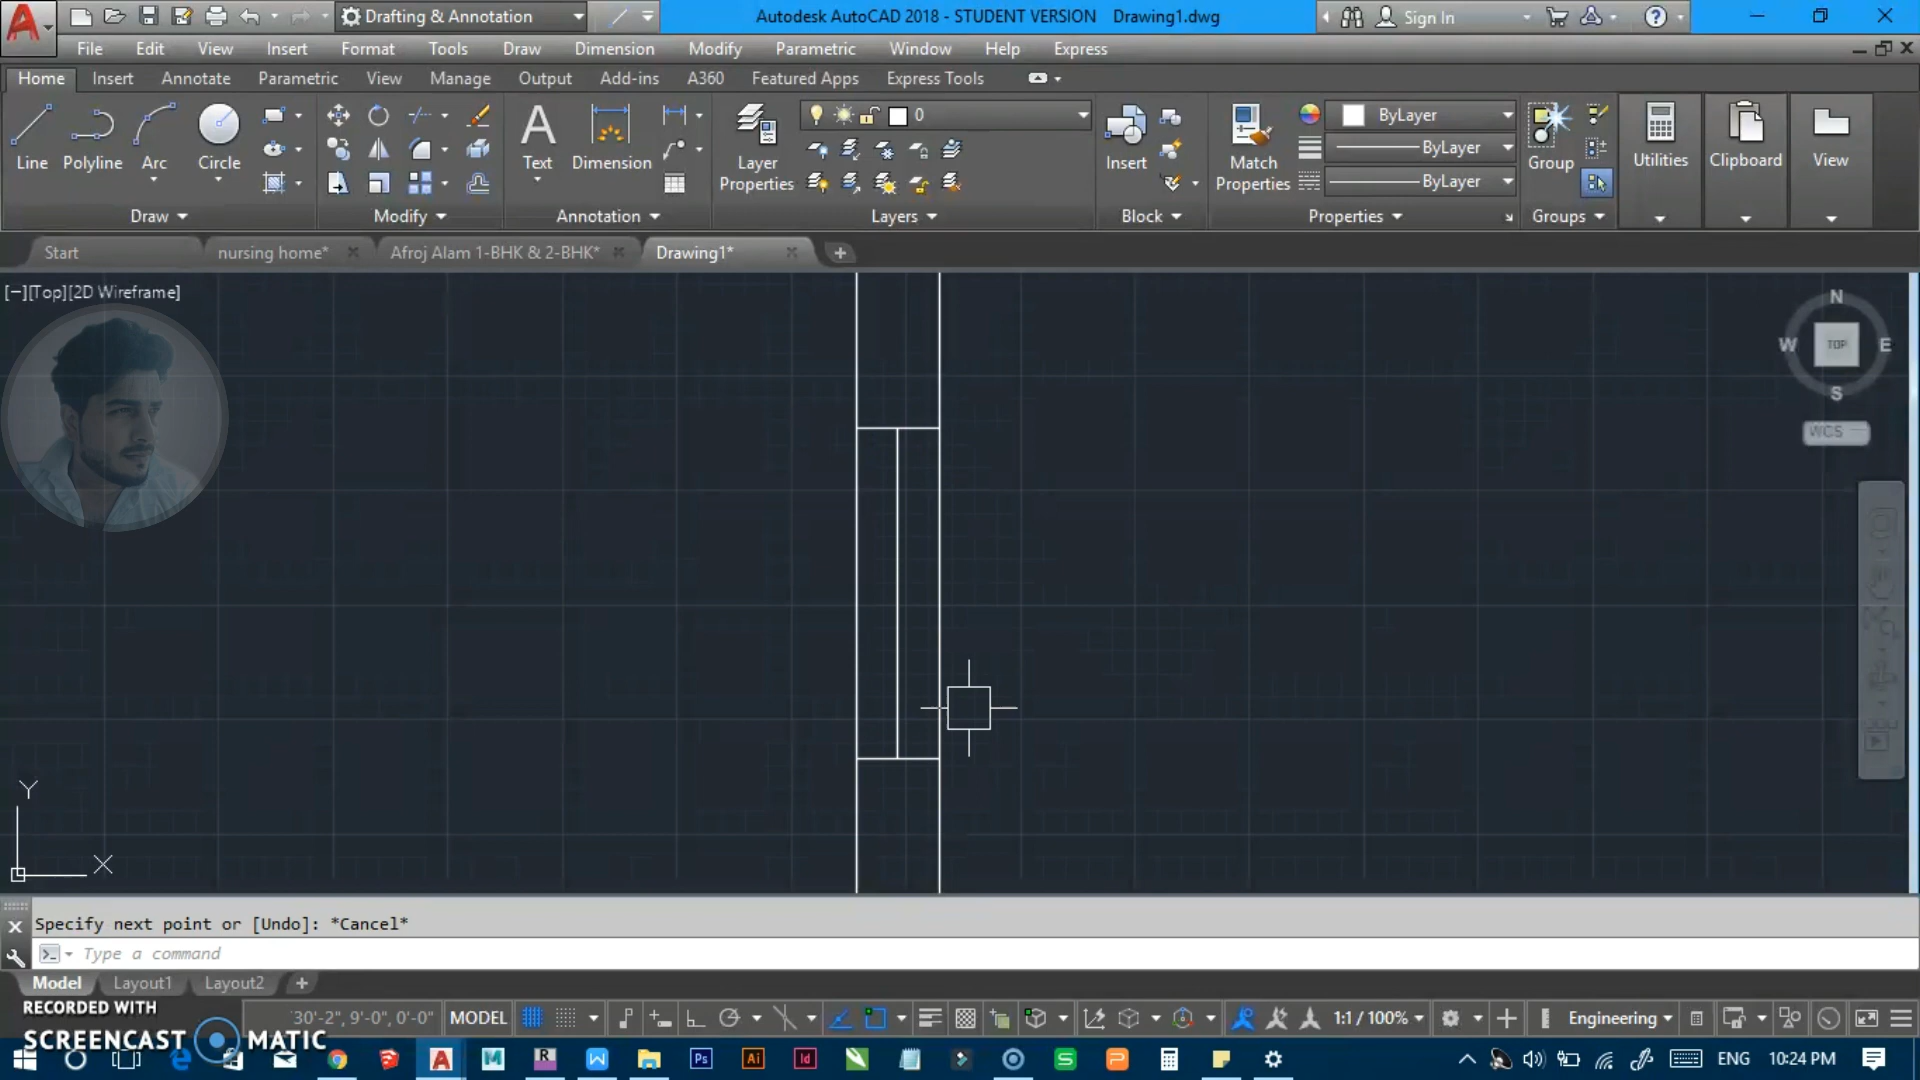 Drafting & Annotation
Autodesk AutoCAD 2018 - STUDENT VERSION Drawing1.dwg
Sign In
File Edit View Insert Format Tools Draw Dimension Modify Parametric Window Help Express
Home Insert Annotate Parametric View Manage Output Add-ins A360 Featured Apps Express Tools
0
ByLayer
Line Polyline Arc Circle
Text Dimension
Layer Properties
Insert
Match Properties
ByLayer
ByLayer
Group
Utilities Clipboard View
Draw Modify Annotation Layers Block Properties Groups
Start nursing home* Afroj Alam 1-BHK & 2-BHK* Drawing1*
[−][Top][2D Wireframe]
N
W TOP E
S
WCS
Y
X
Specify next point or [Undo]: *Cancel*
Type a command
Model Layout1 Layout2
RECORDED WITH
SCREENCAST MATIC
30'-2", 9'-0", 0'-0" MODEL 1:1 / 100% Engineering
ENG 10:24 PM